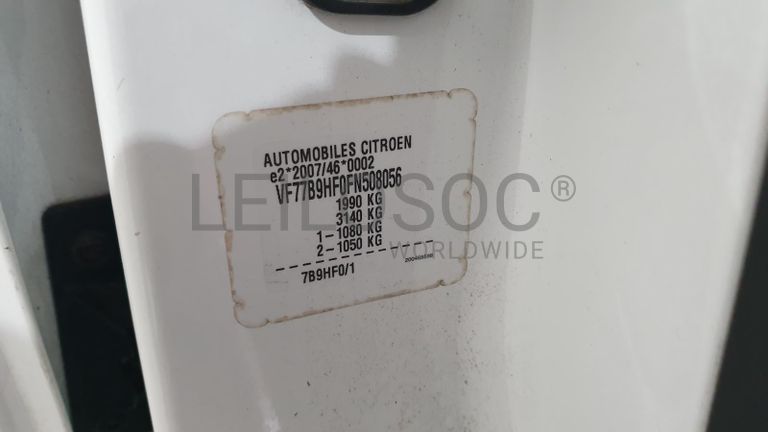 AUTOMOBILES CITROEN
e2*2007/46*0002
VF77B9HF0FN508056
1990 KG
3140 KG
1-1080 KG
2-1050 KG
7B9HF0/1
LEILOSOC®
WORLDWIDE